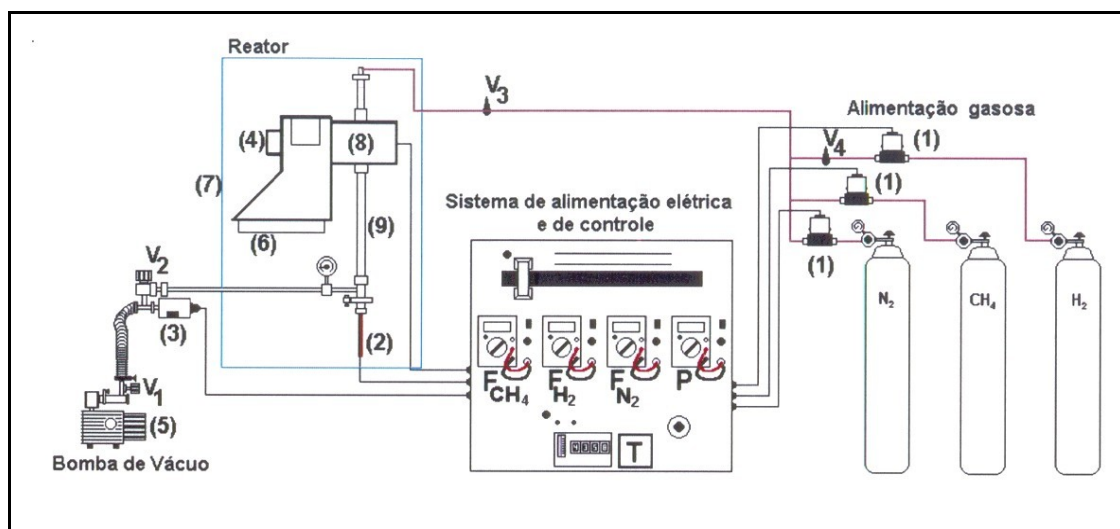 Reator
V3
Alimentação gasosa
(4)
(8)
(1)
V4
(7)
(1)
Sistema de alimentação elétrica
e de controle
(9)
(6)
(1)
V2
N2
CH4
H2
(3)
(2)
FCH4
FH2
FN2
P
V1
(5)
T
Bomba de Vácuo